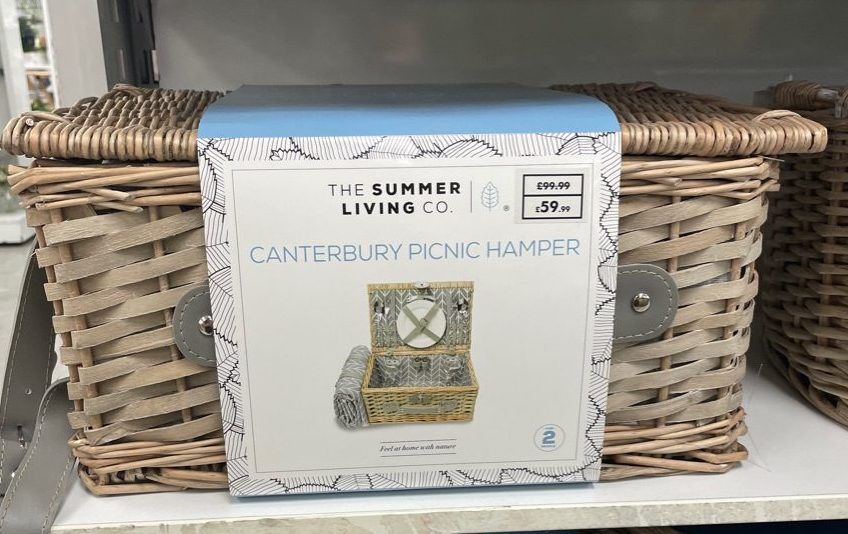 THE SUMMER
LIVING CO.
®
£99.99
£59.99
CANTERBURY PICNIC HAMPER
Feel at home with nature
2